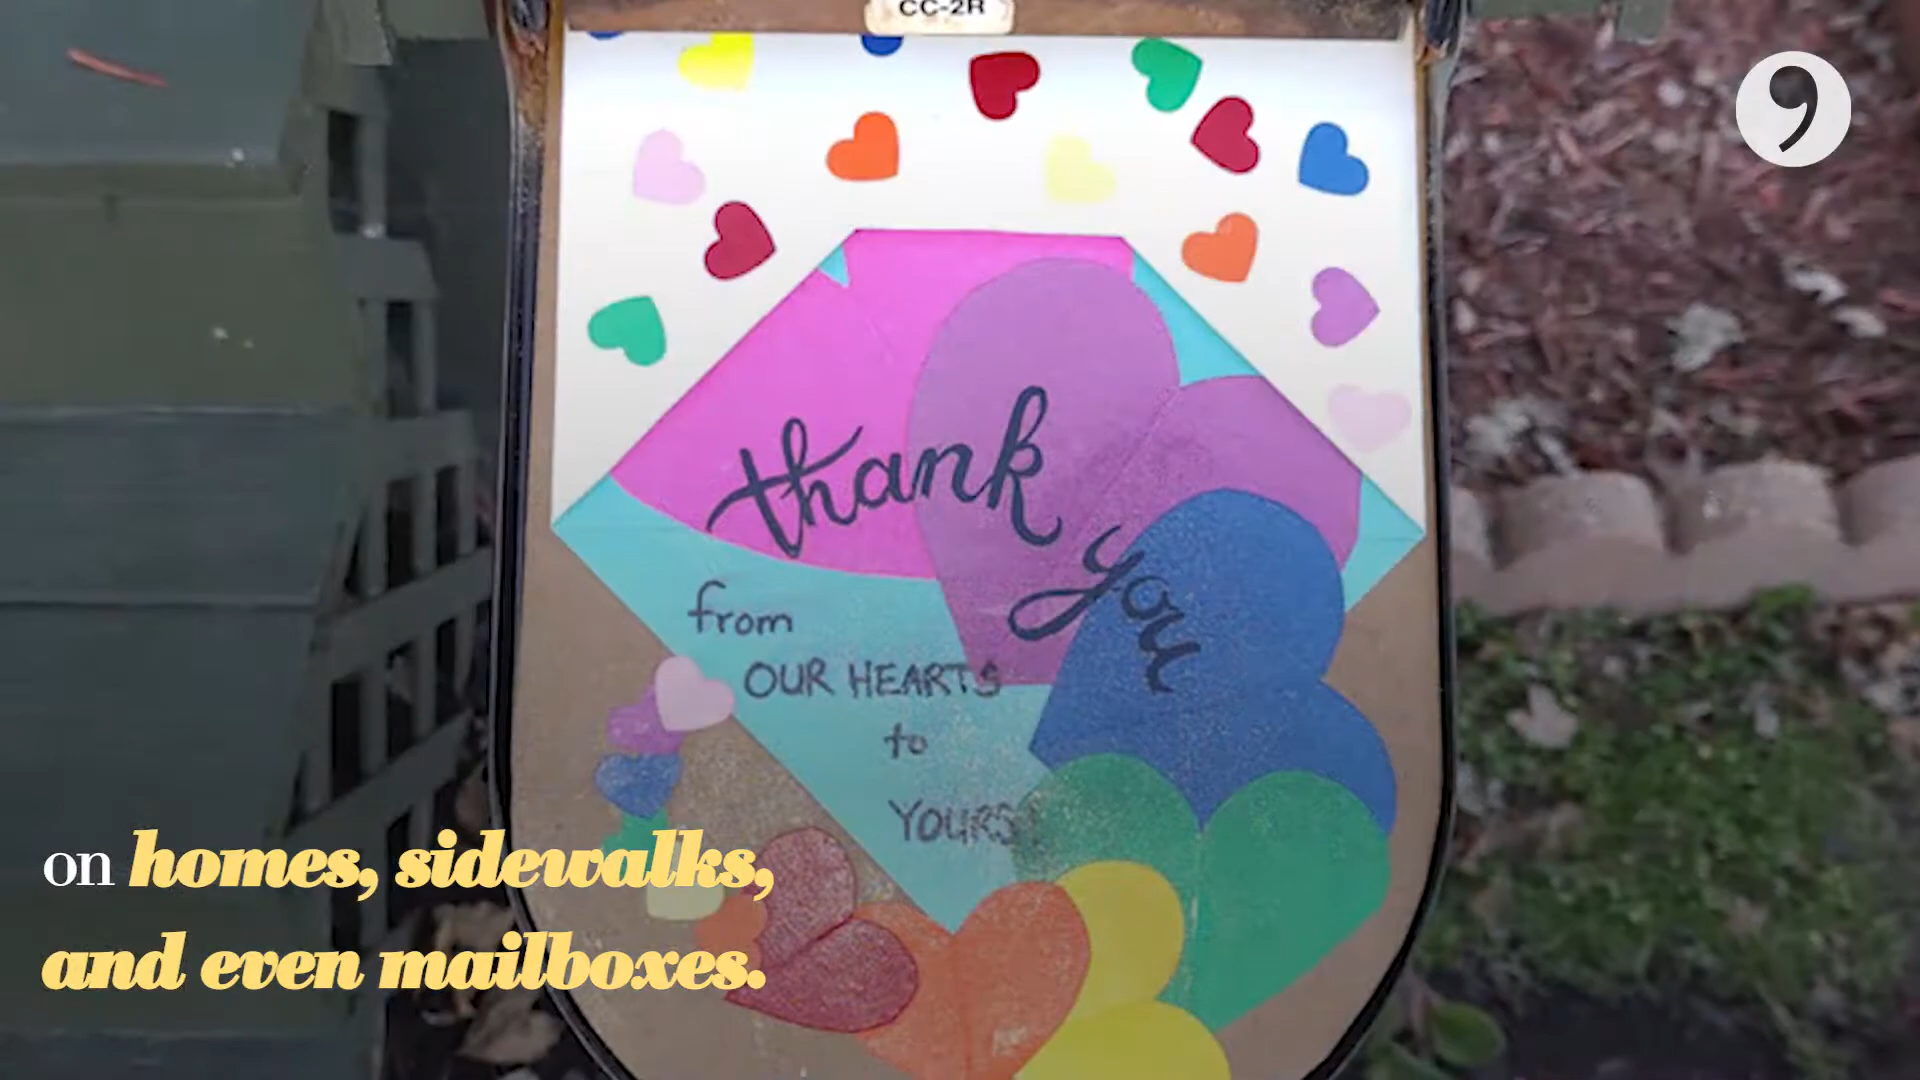 CC-2R
thank
you
from
OUR HEARTS
to
YOURS
on homes, sidewalks,
and even mailboxes.